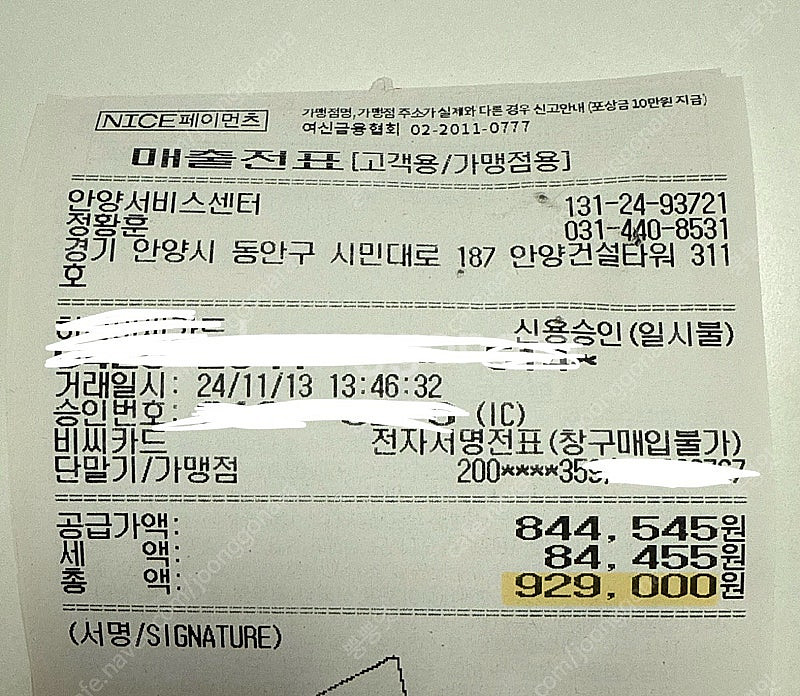 NICE페이먼츠
가맹점명, 가맹점 주소가 실제와 다른 경우 신고안내 (포상금 10만원 지급)
여신금융협회 02-2011-0777
매출전표[고객용/가맹점용]
안양서비스센터 131-24-93721
정황훈 031-440-8531
경기 안양시 동안구 시민대로 187 안양건설타워 311
호
신용승인(일시불)
거래일시: 24/11/13 13:46:32
승인번호: (IC)
비씨카드 전자서명전표(창구매입불가)
단말기/가맹점 200****359
공급가액: 844,545원
세 액: 84,455원
총 액: 929,000원
(서명/SIGNATURE)